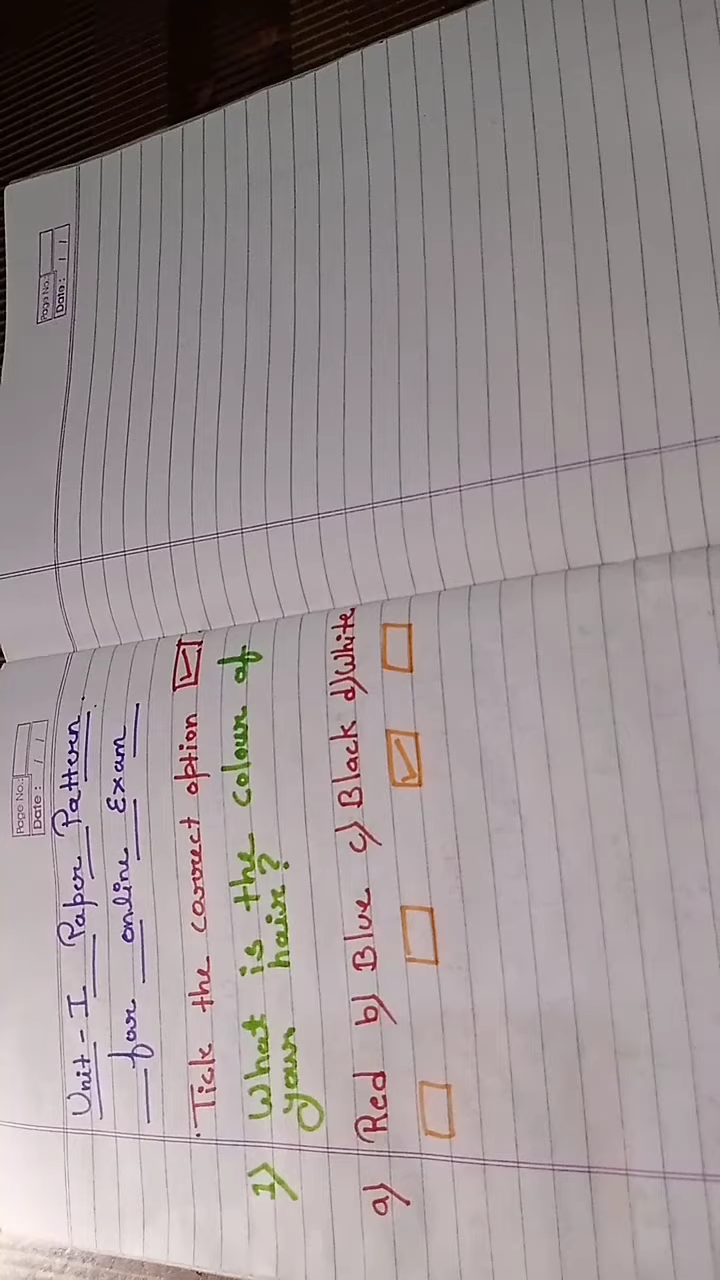 Page No.:
Date : / /
Unit - I Paper Pattern.
for online Exam
Tick the correct option ☑
1) What is the colour of
your hair?
a) Red b) Blue c) Black d) White
☐ ☐ ☑ ☐
Page No.:
Date : / /